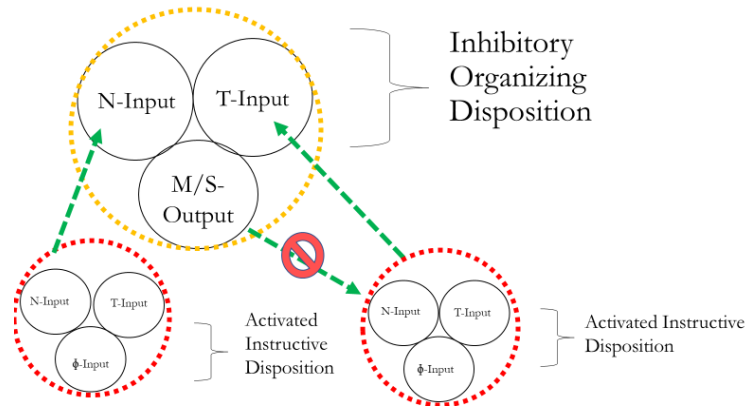 Inhibitory
Organizing
Disposition
N-Input
T-Input
M/S-
Output
N-Input
T-Input
ϕ-Input
Activated
Instructive
Disposition
N-Input
T-Input
ϕ-Input
Activated Instructive
Disposition